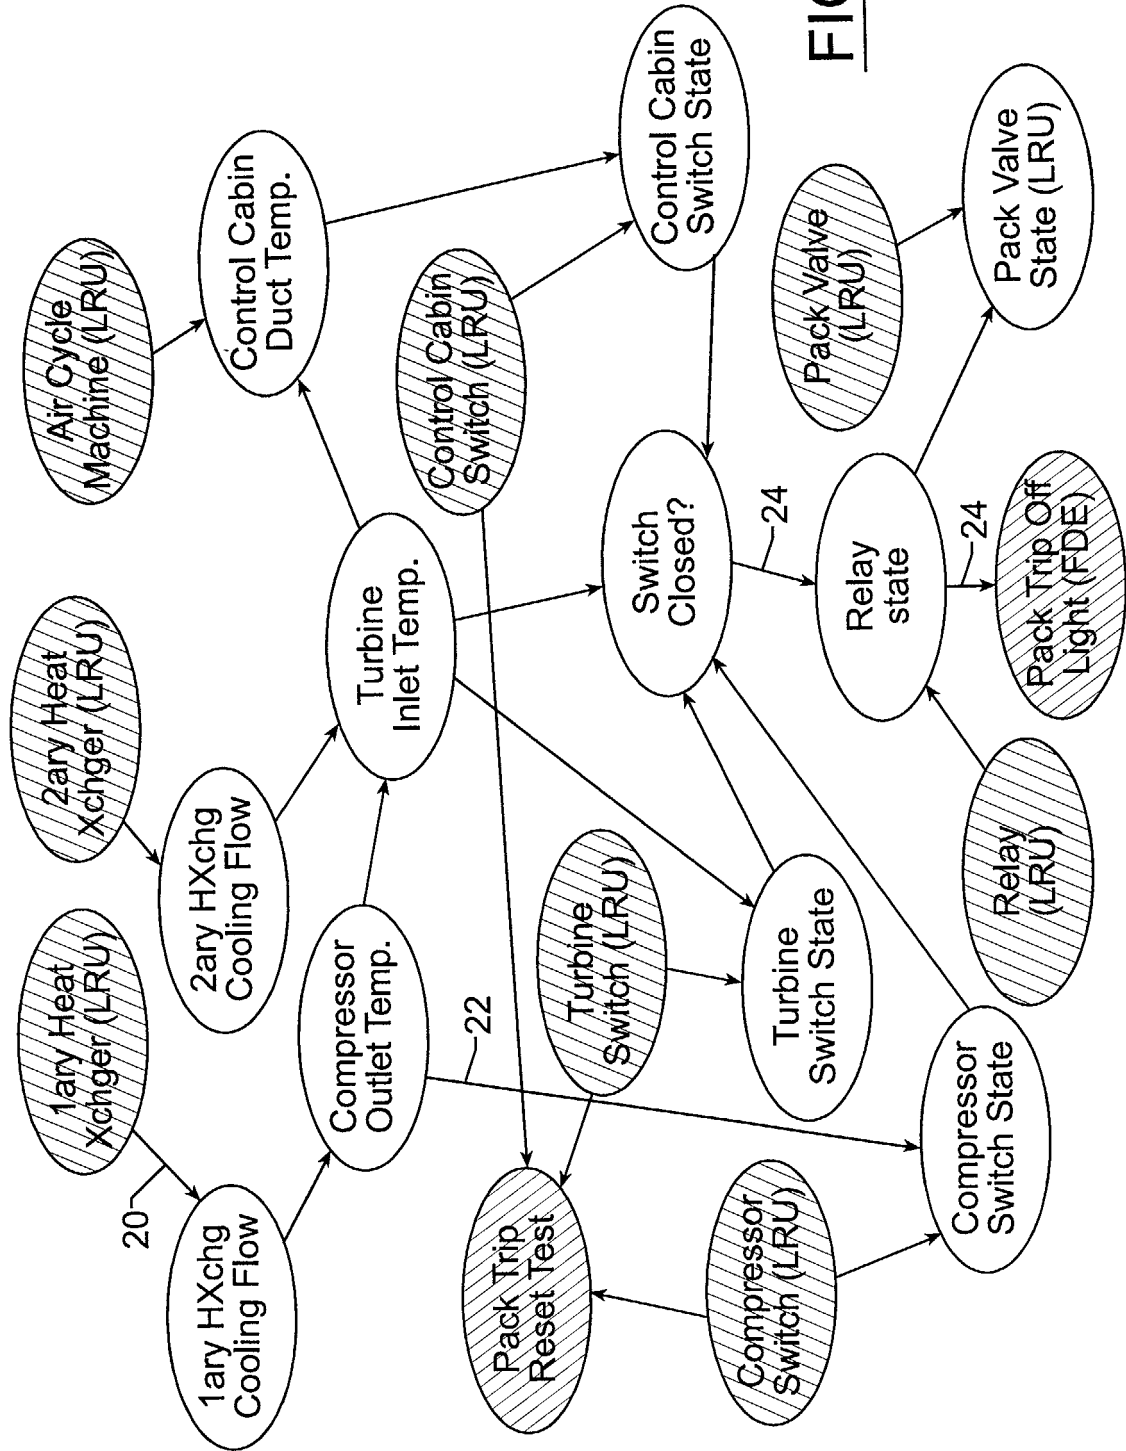 1ary Heat
Xchger (LRU)
2ary Heat
Xchger (LRU)
Air Cycle
Machine (LRU)
20
1ary HXchg
Cooling Flow
2ary HXchg
Cooling Flow
Control Cabin
Duct Temp.
Compressor
Outlet Temp.
Turbine
Inlet Temp.
Control Cabin
Switch (LRU)
22
Pack Trip
Reset Test
Turbine
Switch (LRU)
Switch
Closed?
Control Cabin
Switch State
Compressor
Switch (LRU)
Turbine
Switch State
24
Pack Valve
(LRU)
Relay
state
Compressor
Switch State
Relay
(LRU)
24
Pack Trip Off
Light (FDE)
Pack Valve
State (LRU)